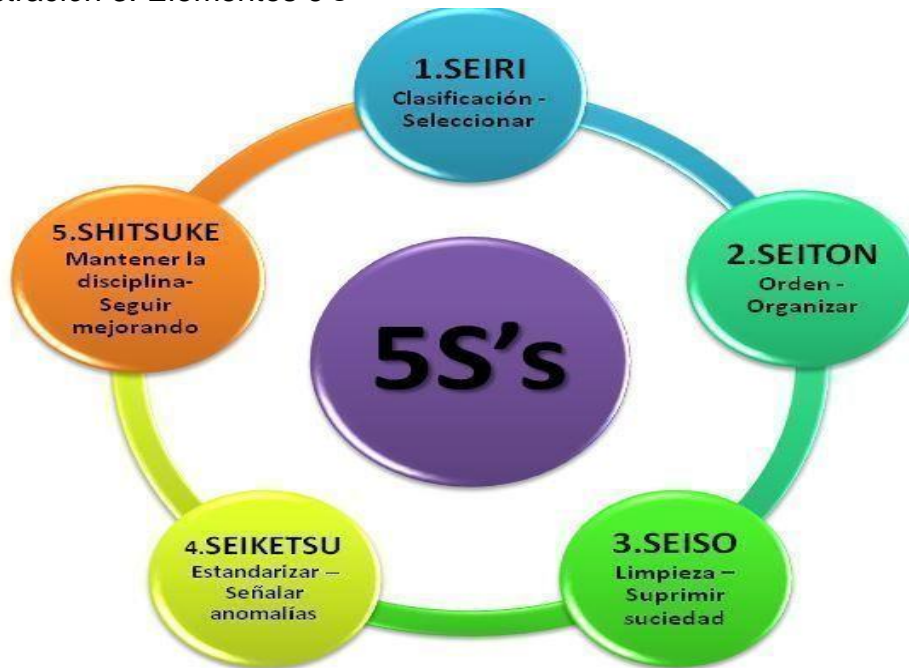 1.SEIRI
Clasificación -
Seleccionar
2.SEITON
Orden -
Organizar
3.SEISO
Limpieza –
Suprimir
suciedad
4.SEIKETSU
Estandarizar –
Señalar
anomalías
5.SHITSUKE
Mantener la
disciplina-
Seguir
mejorando
5S's